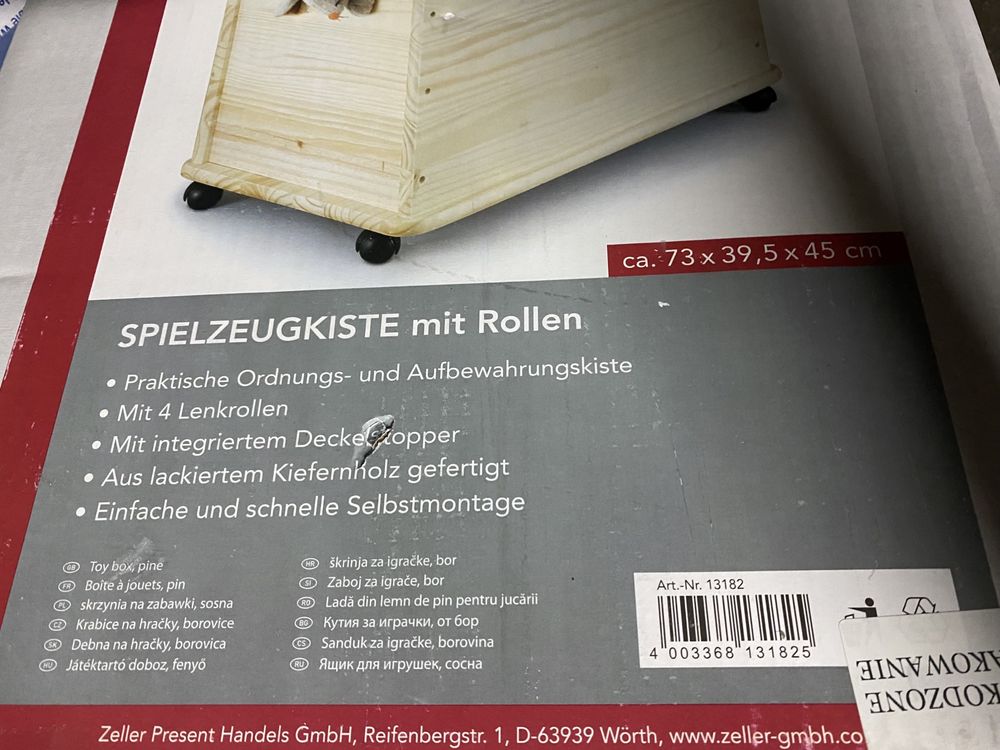 ca. 73 x 39,5 x 45 cm
SPIELZEUGKISTE mit Rollen
• Praktische Ordnungs- und Aufbewahrungskiste
• Mit 4 Lenkrollen
• Mit integriertem Deckelstopper
• Aus lackiertem Kiefernholz gefertigt
• Einfache und schnelle Selbstmontage
GB Toy box, pine
FR Boîte à jouets, pin
PL skrzynia na zabawki, sosna
CZ Krabice na hračky, borovice
SK Debna na hračky, borovica
HU Játéktartó doboz, fenyő
HR škrinja za igračke, bor
SI Zaboj za igrače, bor
RO Ladă din lemn de pin pentru jucării
BG Кутия за играчки, от бор
CS Sanduk za igračke, borovina
RU Ящик для игрушек, сосна
Art.-Nr. 13182
4 003368 131825
KODZONE
AKOWANIE
Zeller Present Handels GmbH, Reifenbergstr. 1, D-63939 Wörth, www.zeller-gmbh.co